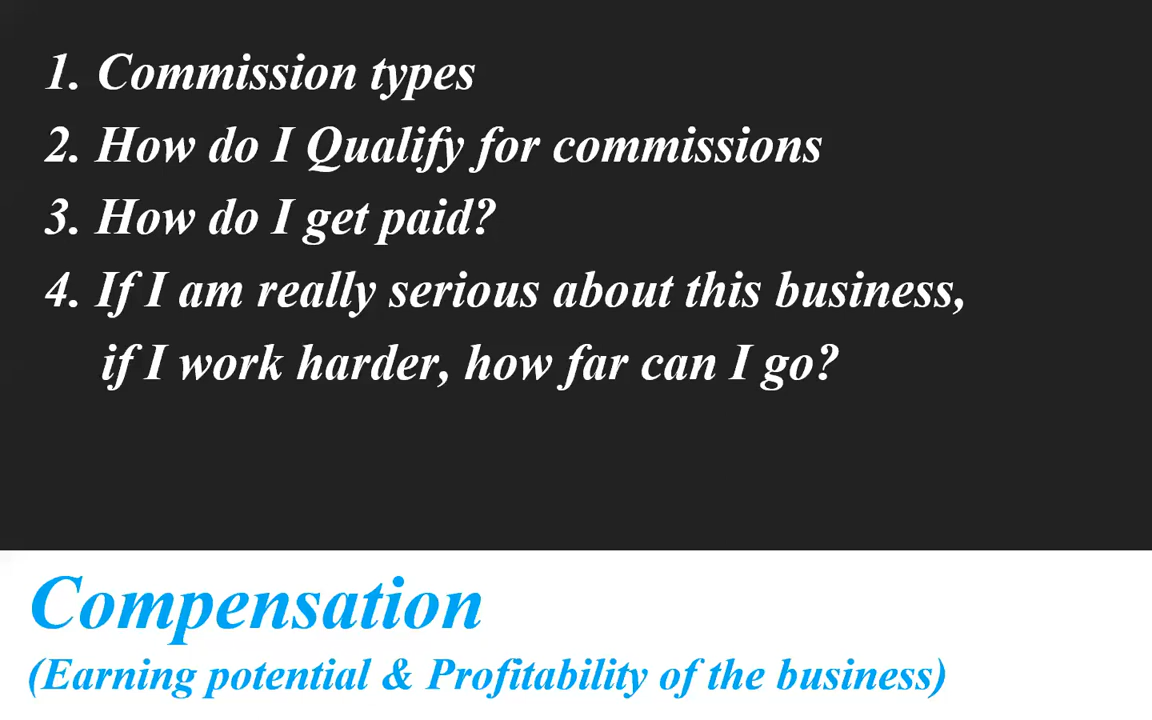 1. Commission types
2. How do I Qualify for commissions
3. How do I get paid?
4. If I am really serious about this business,
if I work harder, how far can I go?
Compensation
(Earning potential & Profitability of the business)